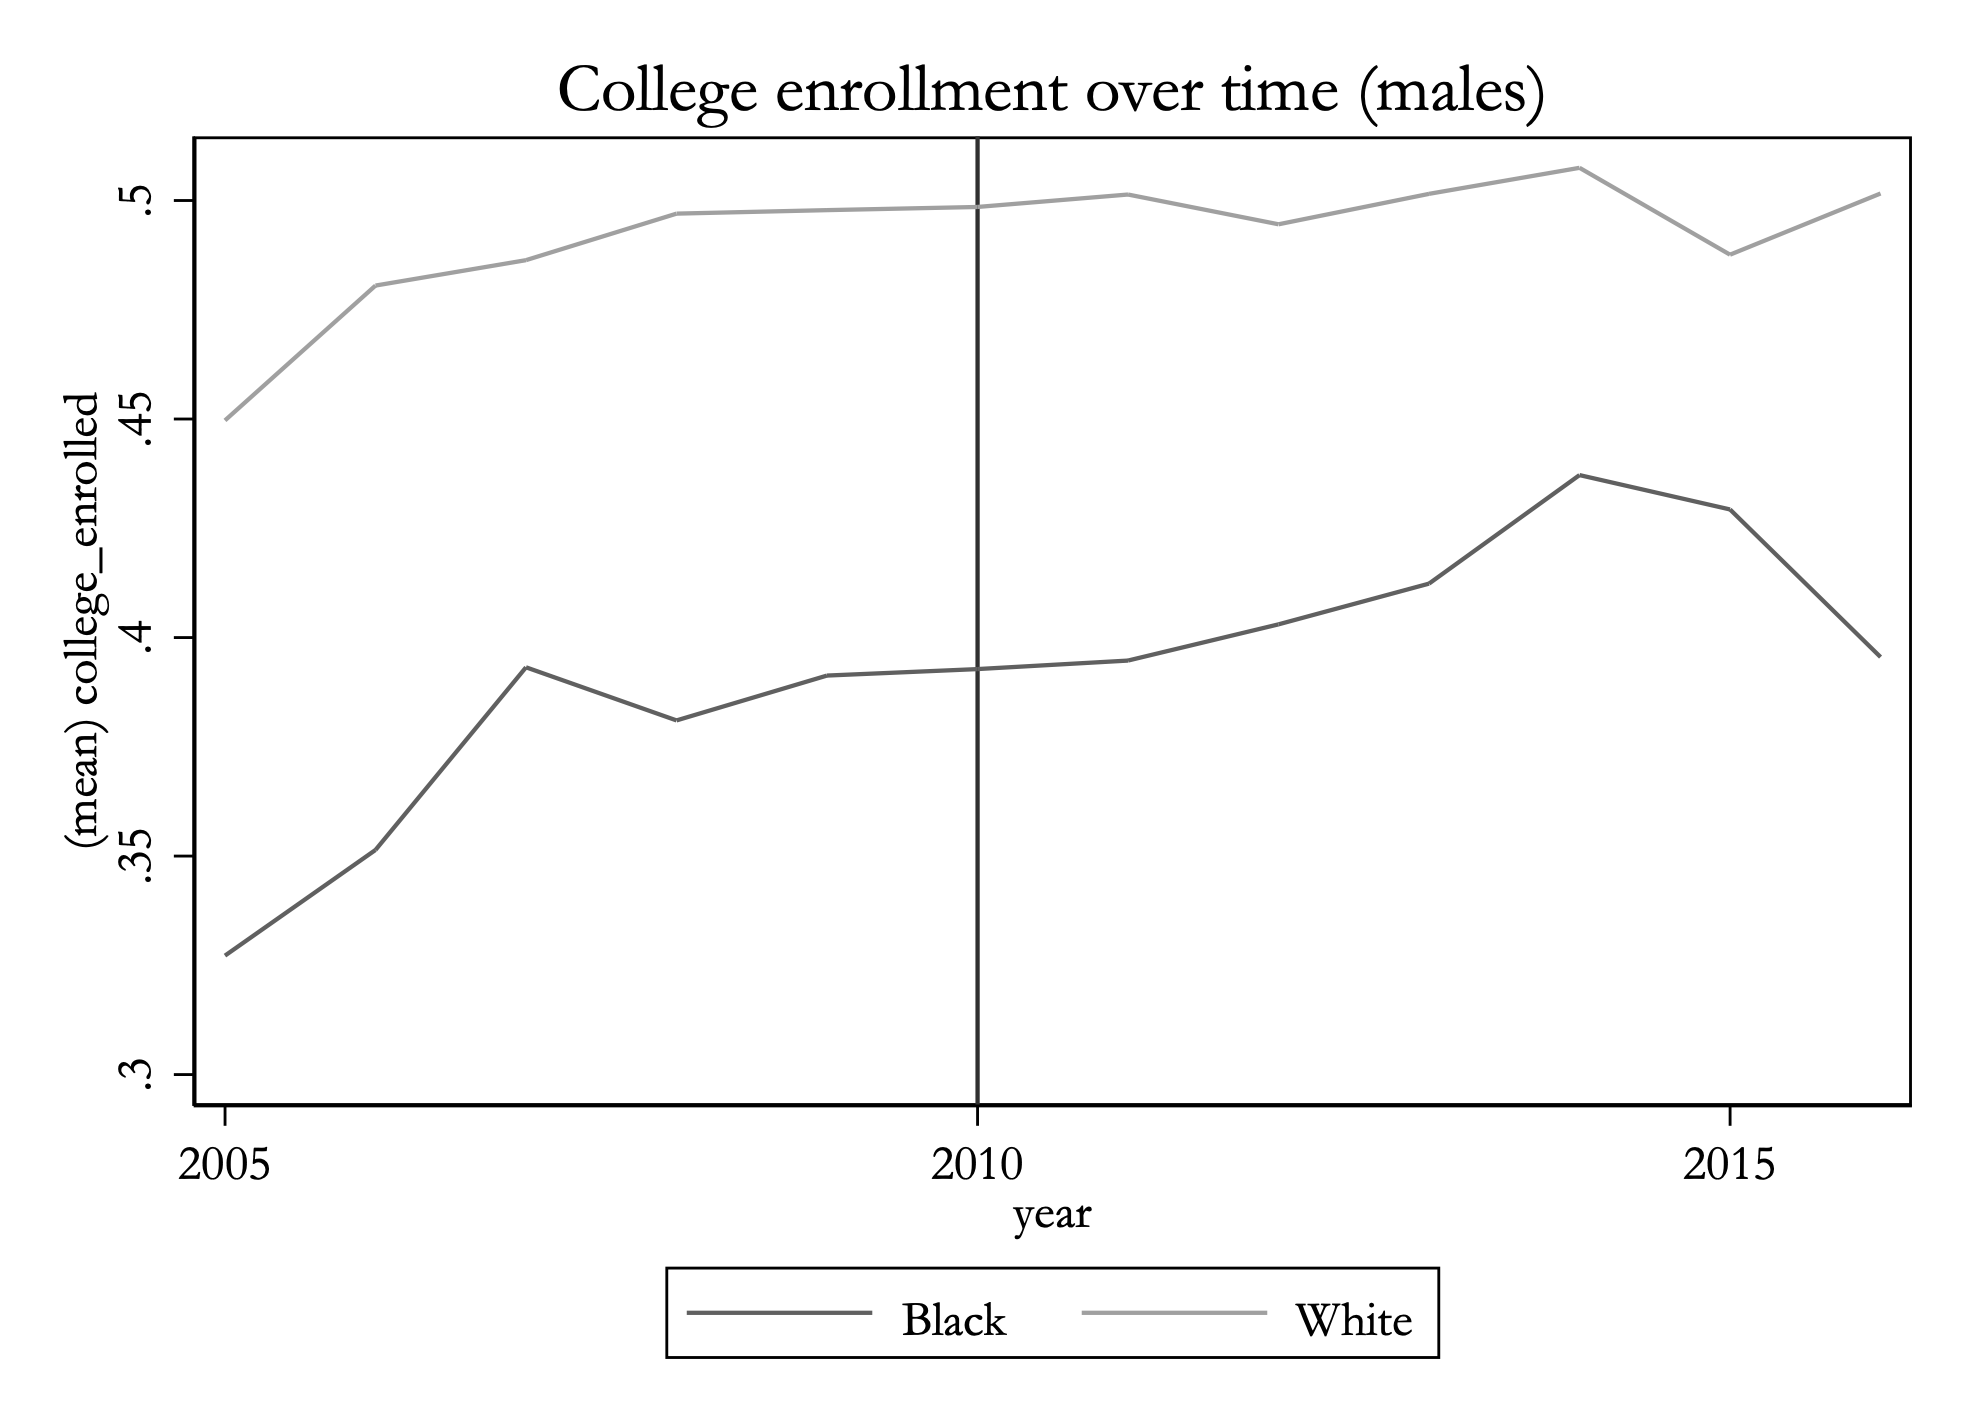 College enrollment over time (males)
(mean) college_enrolled
.5
.45
.4
.35
.3
2005 2010 2015
year
Black White